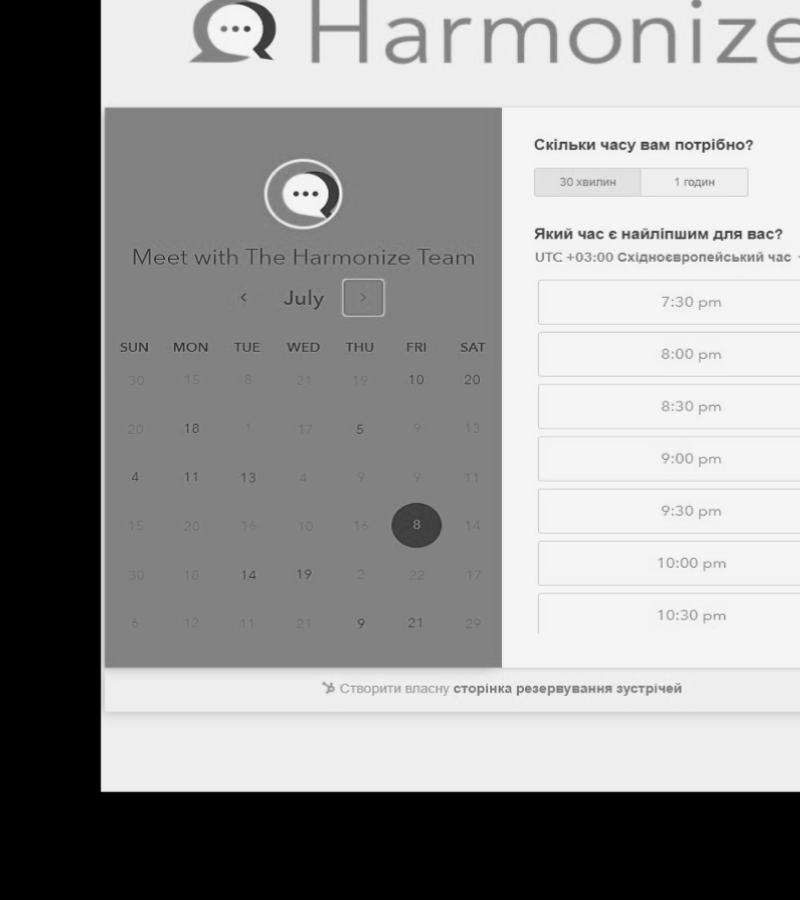 Harmonize
Meet with The Harmonize Team
July
SUN MON TUE WED THU FRI SAT
30 15 8 21 19 10 20
20 18 1 17 5 9 13
4 11 13 4 9 9 11
15 20 16 10 16 8 14
30 18 14 19 2 22 17
6 12 11 21 9 21 29
Скільки часу вам потрібно?
30 хвилин 1 годин
Який час є найліпшим для вас?
UTC +03:00 Східноєвропейський час
7:30 pm
8:00 pm
8:30 pm
9:00 pm
9:30 pm
10:00 pm
10:30 pm
Створити власну сторінка резервування зустрічей